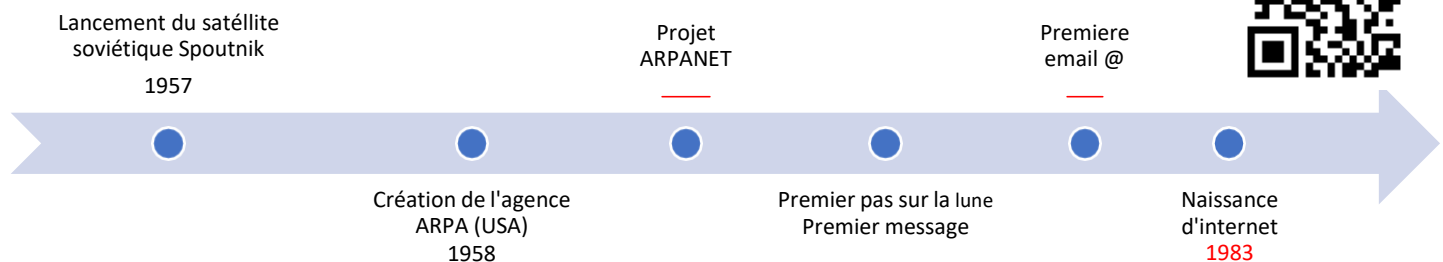 Lancement du satéllite
soviétique Spoutnik
1957
Projet
ARPANET
Premiere
email @
Création de l'agence
ARPA (USA)
1958
Premier pas sur la lune
Premier message
Naissance
d'internet
1983